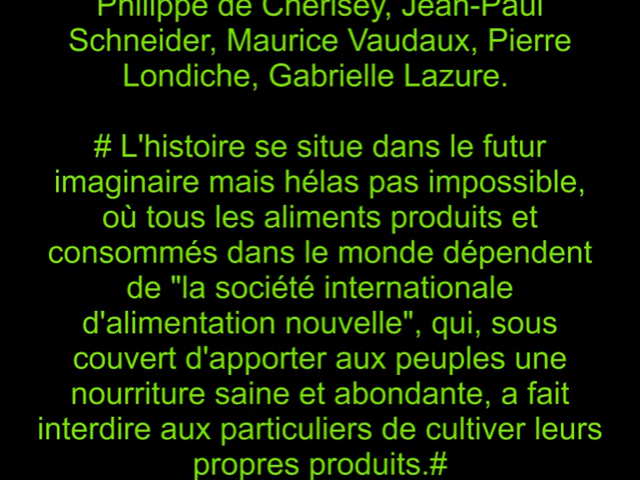 Philippe de Chérisey, Jean-Paul
Schneider, Maurice Vaudaux, Pierre
Londiche, Gabrielle Lazure.
# L'histoire se situe dans le futur
imaginaire mais hélas pas impossible,
où tous les aliments produits et
consommés dans le monde dépendent
de "la société internationale
d'alimentation nouvelle", qui, sous
couvert d'apporter aux peuples une
nourriture saine et abondante, a fait
interdire aux particuliers de cultiver leurs
propres produits.#